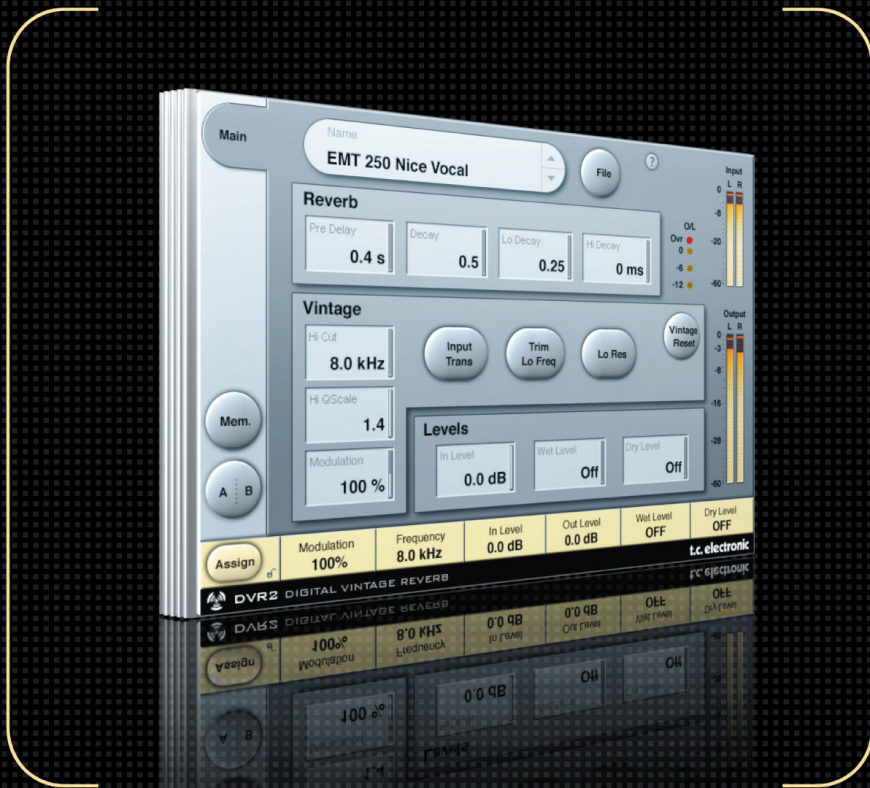 Main
Name
EMT 250 Nice Vocal
File
?
Input
L R
0
-8
-20
-60
O/L
Ovr
0
-6
-12
Reverb
Pre Delay
0.4 s
Decay
0.5
Lo Decay
0.25
Hi Decay
0 ms
Vintage
Hi Cut
8.0 kHz
Hi QScale
1.4
Modulation
100 %
Input
Trans
Trim
Lo Freq
Lo Res
Vintage
Reset
Output
L R
0
-3
-16
-28
-60
Levels
In Level
0.0 dB
Wet Level
Off
Dry Level
Off
Mem.
A B
Assign
Modulation
100%
Frequency
8.0 kHz
In Level
0.0 dB
Out Level
0.0 dB
Wet Level
OFF
Dry Level
OFF
DVR2 DIGITAL VINTAGE REVERB
t.c. electronic